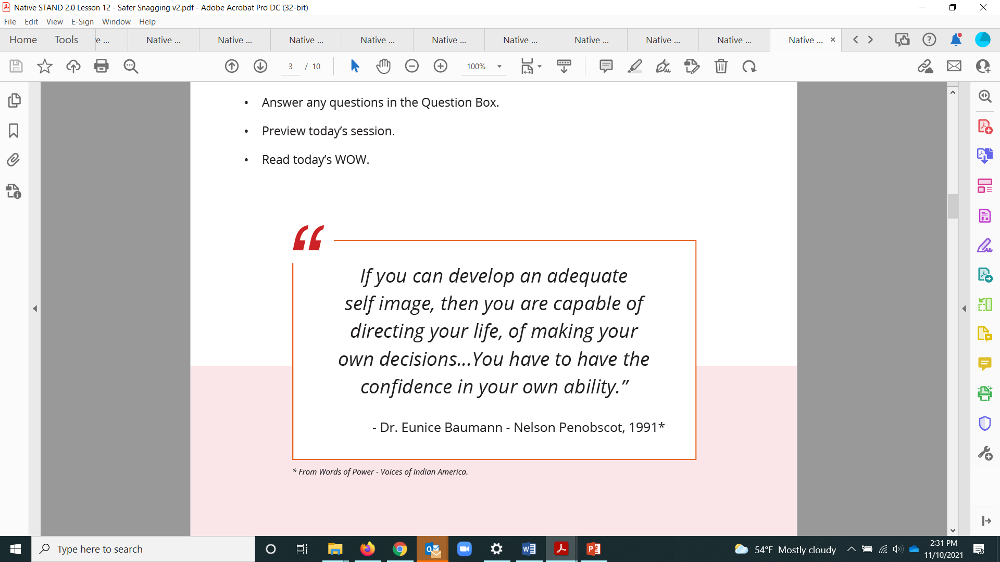 Native STAND 2.0 Lesson 12 - Safer Snagging v2.pdf - Adobe Acrobat Pro DC (32-bit)
File Edit View E-Sign Window Help
Home Tools e ... Native ... Native ... Native ... Native ... Native ... Native ... Native ... Native ... Native ... Native ...
3 / 10 100%
• Answer any questions in the Question Box.
• Preview today’s session.
• Read today’s WOW.
“
If you can develop an adequate
self image, then you are capable of
directing your life, of making your
own decisions...You have to have the
confidence in your own ability.”
- Dr. Eunice Baumann - Nelson Penobscot, 1991*
* From Words of Power - Voices of Indian America.
Type here to search
54°F Mostly cloudy
2:31 PM
11/10/2021